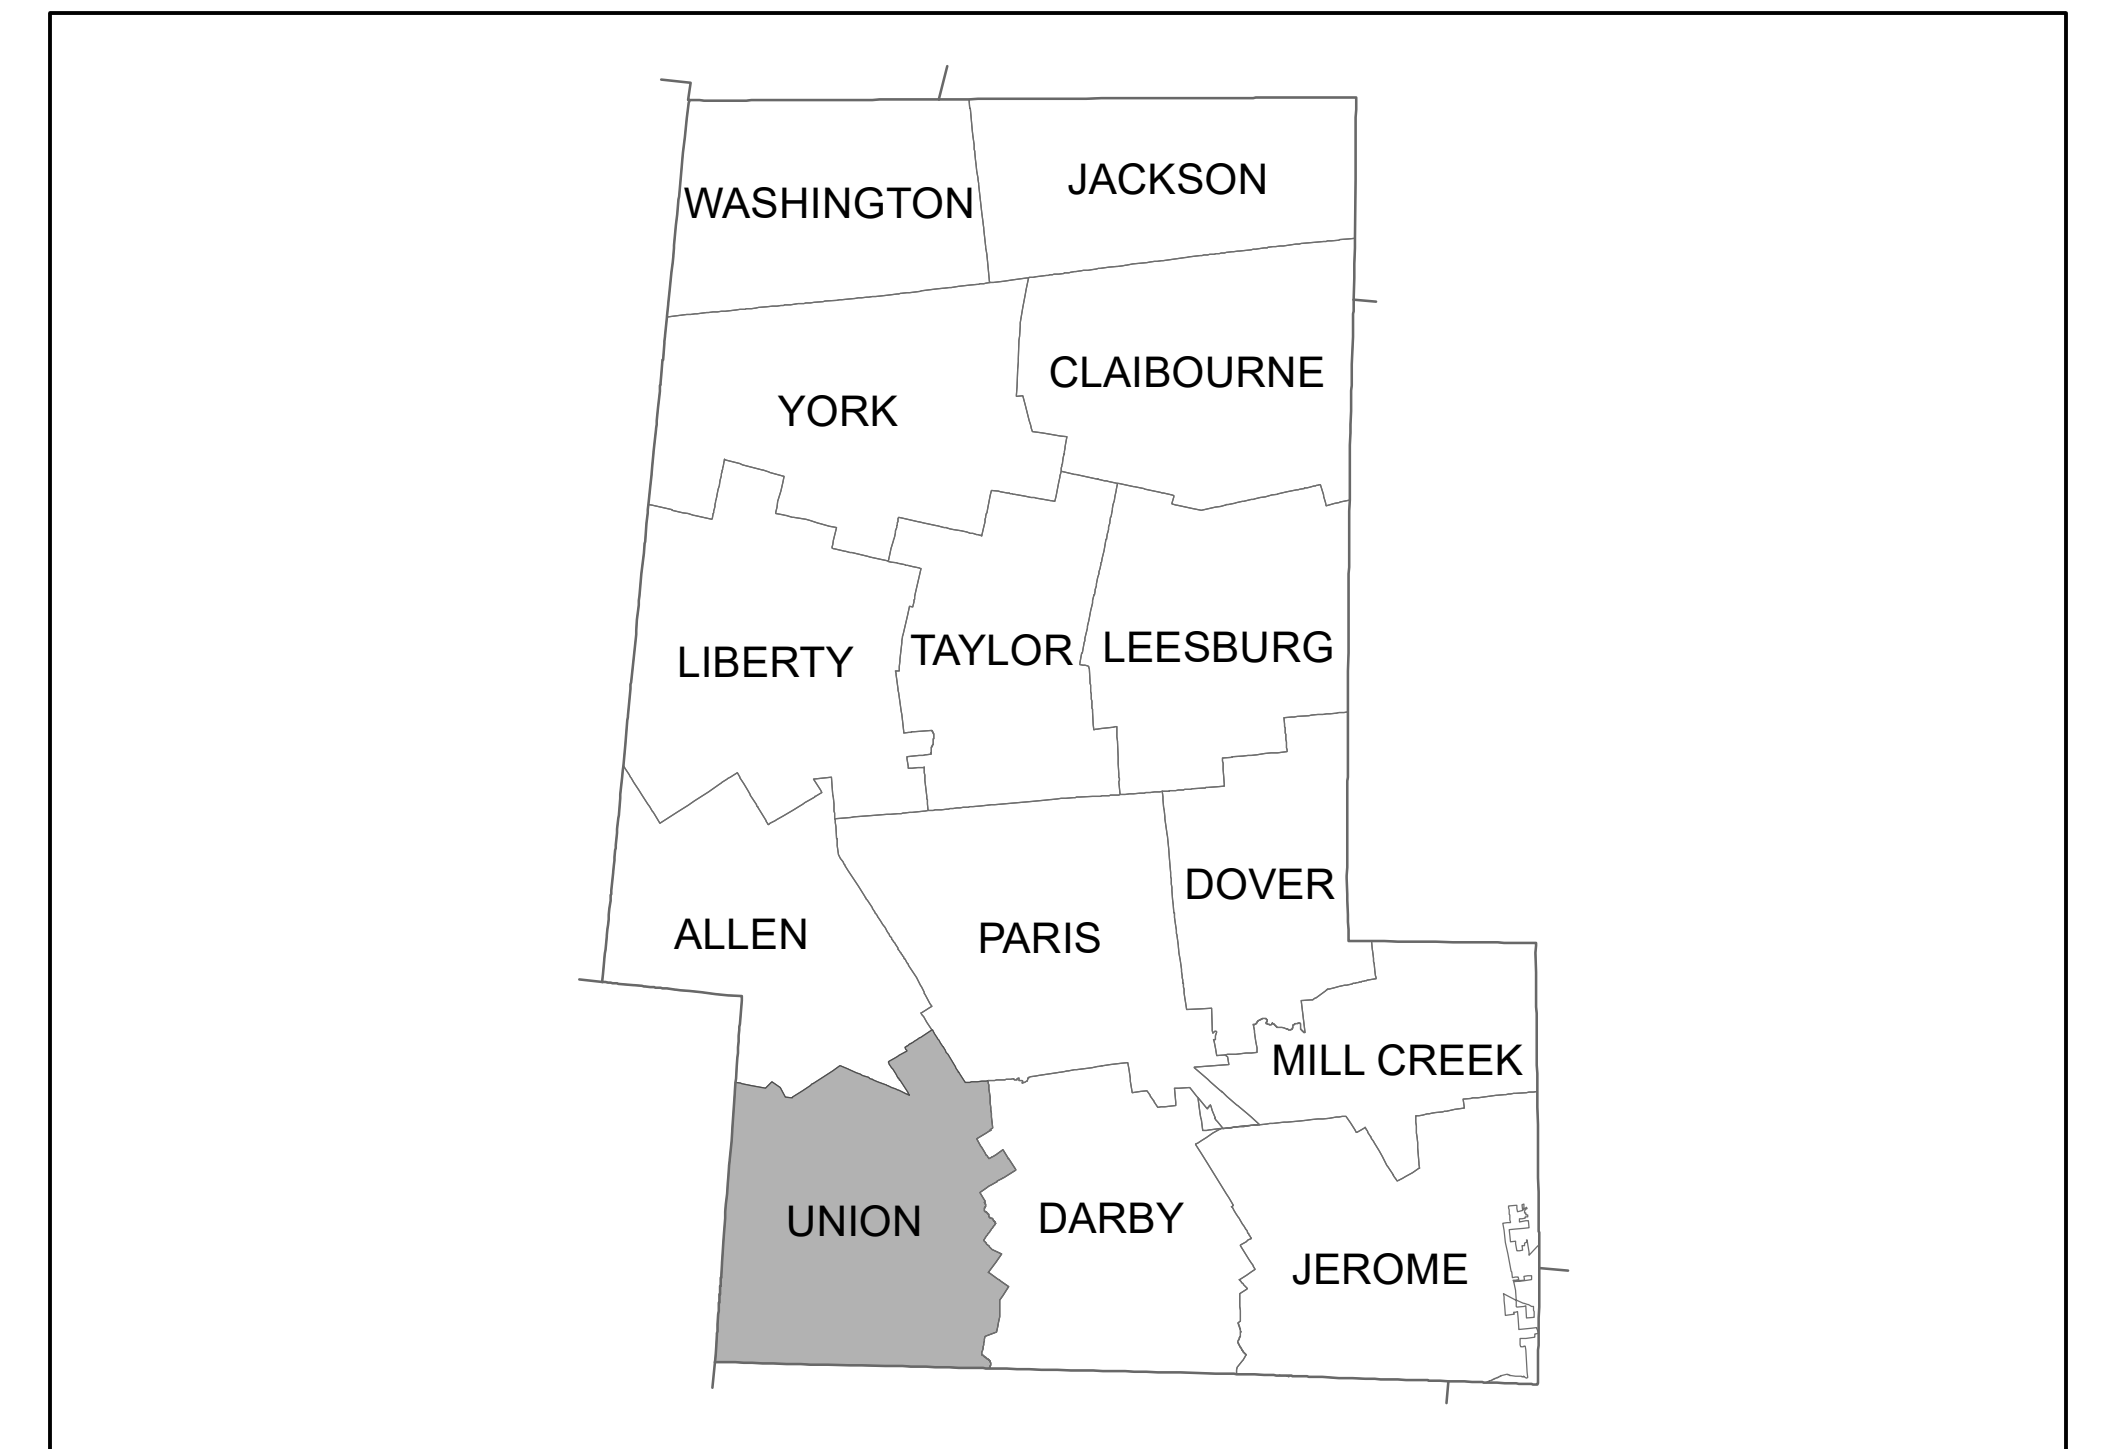 WASHINGTON
JACKSON
YORK
CLAIBOURNE
LIBERTY
TAYLOR
LEESBURG
ALLEN
PARIS
DOVER
MILL CREEK
UNION
DARBY
JEROME